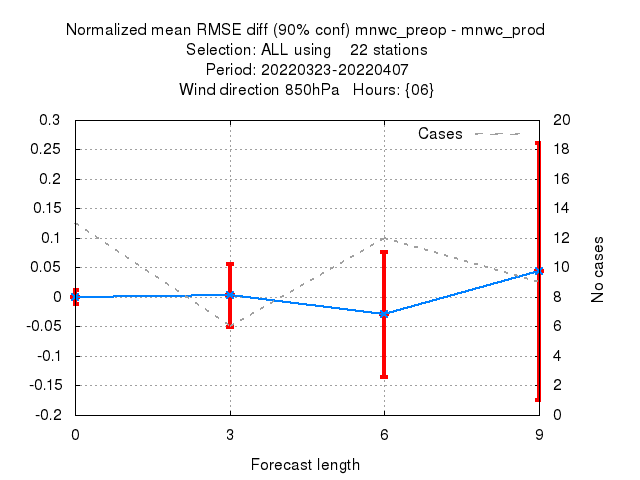 Normalized mean RMSE diff (90% conf) mnwc_preop - mnwc_prod
Selection: ALL using    22 stations
Period: 20220323-20220407
Wind direction 850hPa   Hours: {06}
Cases
0.3
0.25
0.2
0.15
0.1
0.05
0
-0.05
-0.1
-0.15
-0.2
20
18
16
14
12
10
8
6
4
2
0
No cases
0 3 6 9
Forecast length